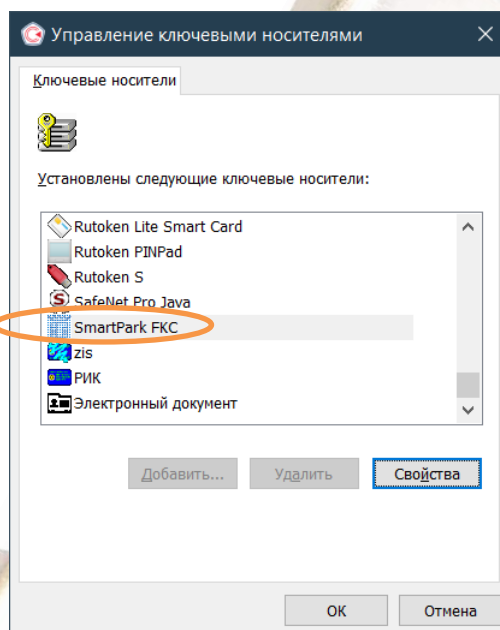 Управление ключевыми носителями
Ключевые носители
Установлены следующие ключевые носители:
Rutoken Lite Smart Card
Rutoken PINPad
Rutoken S
SafeNet Pro Java
SmartPark FKC
zis
РИК
Электронный документ
Добавить... Удалить Свойства
ОК Отмена